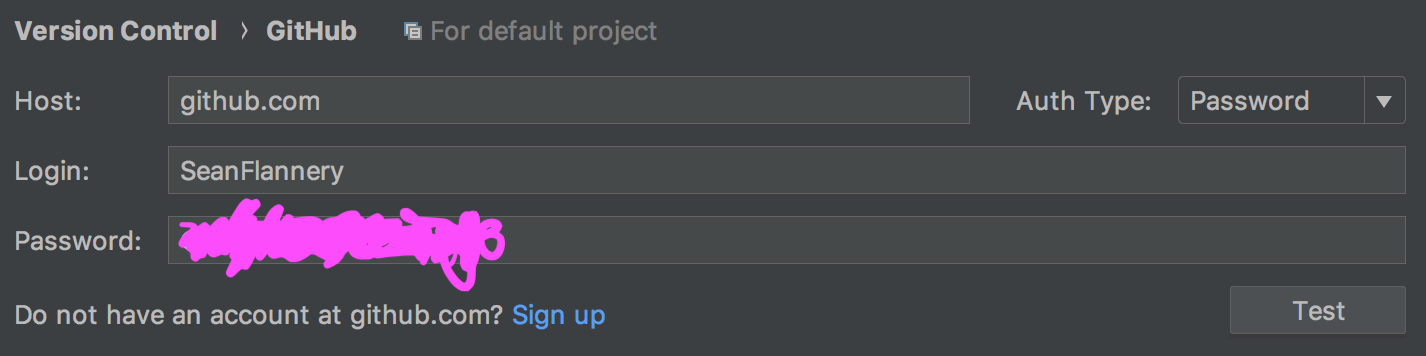 Version Control › GitHub For default project
Host: github.com Auth Type: Password
Login: SeanFlannery
Password:
Do not have an account at github.com? Sign up Test